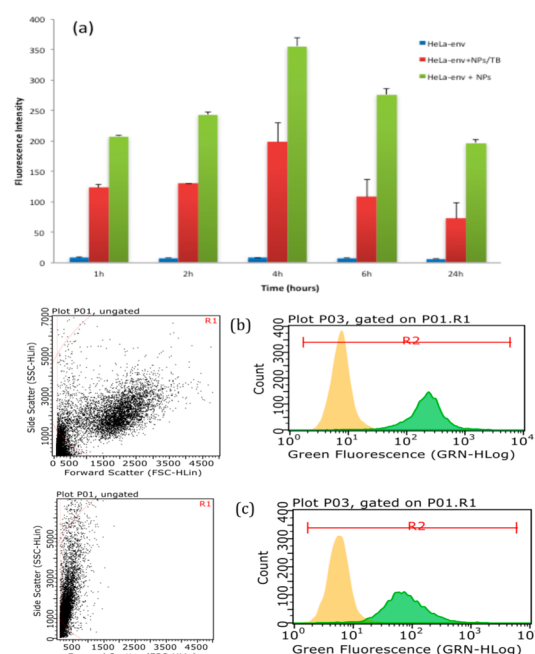 (a)
400
350
300
250
200
150
100
50
0
Fluorescence Intensity
HeLa-env
HeLa-env+NPs/TB
HeLa-env + NPs
1h 2h 4h 6h 24h
Time (hours)
Plot P01, ungated
R1
Side Scatter (SSC-HLin)
1000 3000 5000 7000
0 500 1500 2500 3500 4500
Forward Scatter (FSC-HLin)
(b)
Plot P03, gated on P01.R1
R2
Count
0 100 200 300 400
10⁰ 10¹ 10² 10³ 10⁴
Green Fluorescence (GRN-HLog)
Plot P01, ungated
R1
Side Scatter (SSC-HLin)
1000 3000 7000
0 500 1500 2500 3500 4500
(c)
Plot P03, gated on P01.R1
R2
Count
0 100 200 300 400
10⁰ 10¹ 10² 10³ 10
Green Fluorescence (GRN-HLog)